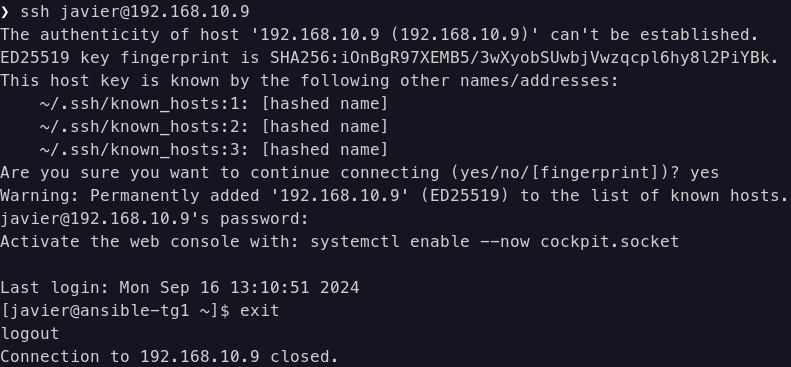 ❯ ssh javier@192.168.10.9
The authenticity of host '192.168.10.9 (192.168.10.9)' can't be established.
ED25519 key fingerprint is SHA256:iOnBgR97XEMB5/3wXyobSUwbjVwzqcpl6hy8l2PiYBk.
This host key is known by the following other names/addresses:
    ~/.ssh/known_hosts:1: [hashed name]
    ~/.ssh/known_hosts:2: [hashed name]
    ~/.ssh/known_hosts:3: [hashed name]
Are you sure you want to continue connecting (yes/no/[fingerprint])? yes
Warning: Permanently added '192.168.10.9' (ED25519) to the list of known hosts.
javier@192.168.10.9's password:
Activate the web console with: systemctl enable --now cockpit.socket

Last login: Mon Sep 16 13:10:51 2024
[javier@ansible-tg1 ~]$ exit
logout
Connection to 192.168.10.9 closed.